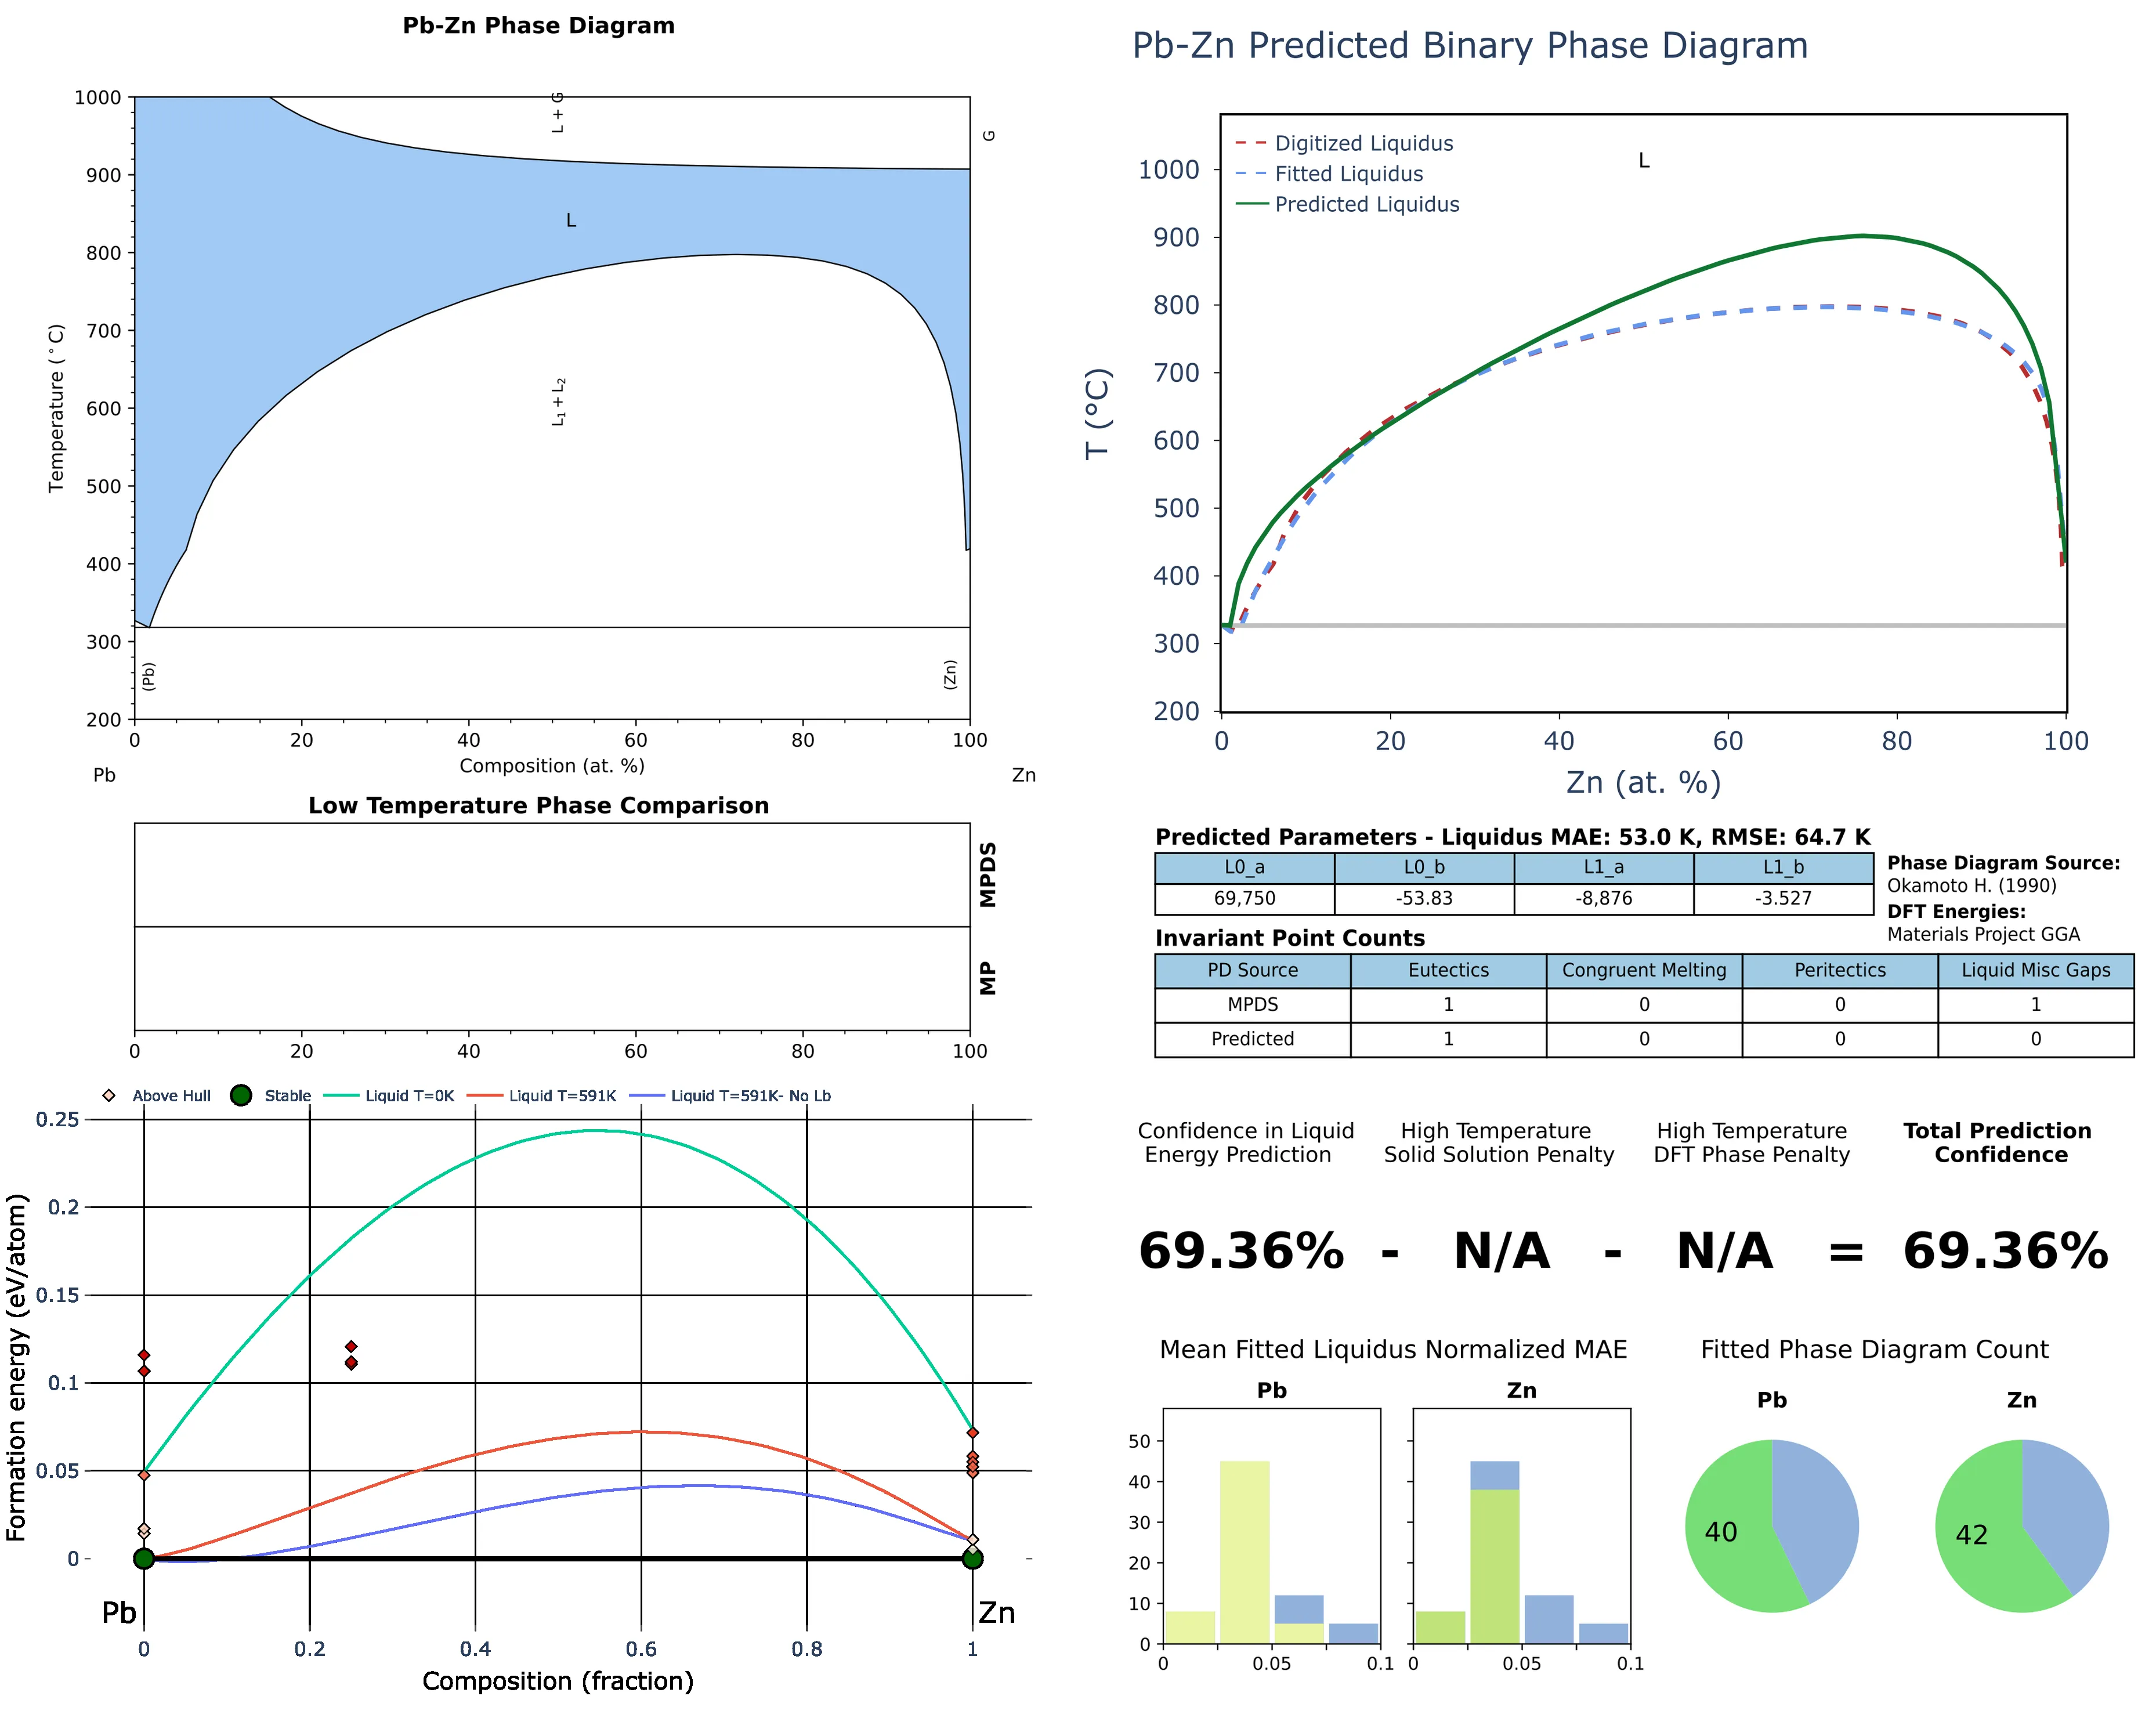 Pb-Zn Phase Diagram
1000
900
800
700
600
500
400
300
200
Temperature (°C)
L + G
G
L
L₁ + L₂
(Pb)
(Zn)
0 20 40 60 80 100
Pb
Composition (at. %)
Zn
Low Temperature Phase Comparison
MPDS
MP
0 20 40 60 80 100
Above Hull
Stable
Liquid T=0K
Liquid T=591K
Liquid T=591K- No Lb
0.25
0.2
0.15
0.1
0.05
0
Formation energy (eV/atom)
Pb
Zn
0 0.2 0.4 0.6 0.8 1
Composition (fraction)
Pb-Zn Predicted Binary Phase Diagram
Digitized Liquidus
Fitted Liquidus
Predicted Liquidus
L
1000
900
800
700
600
500
400
300
200
T (°C)
0 20 40 60 80 100
Zn (at. %)
Predicted Parameters - Liquidus MAE: 53.0 K, RMSE: 64.7 K
L0_a L0_b L1_a L1_b
69,750 -53.83 -8,876 -3.527
Phase Diagram Source:
Okamoto H. (1990)
DFT Energies:
Materials Project GGA
Invariant Point Counts
PD Source Eutectics Congruent Melting Peritectics Liquid Misc Gaps
MPDS 1 0 0 1
Predicted 1 0 0 0
Confidence in Liquid
Energy Prediction
High Temperature
Solid Solution Penalty
High Temperature
DFT Phase Penalty
Total Prediction
Confidence
69.36% - N/A - N/A = 69.36%
Mean Fitted Liquidus Normalized MAE
Pb
Zn
50
40
30
20
10
0
0 0.05 0.1
0 0.05 0.1
Fitted Phase Diagram Count
Pb
Zn
40
42